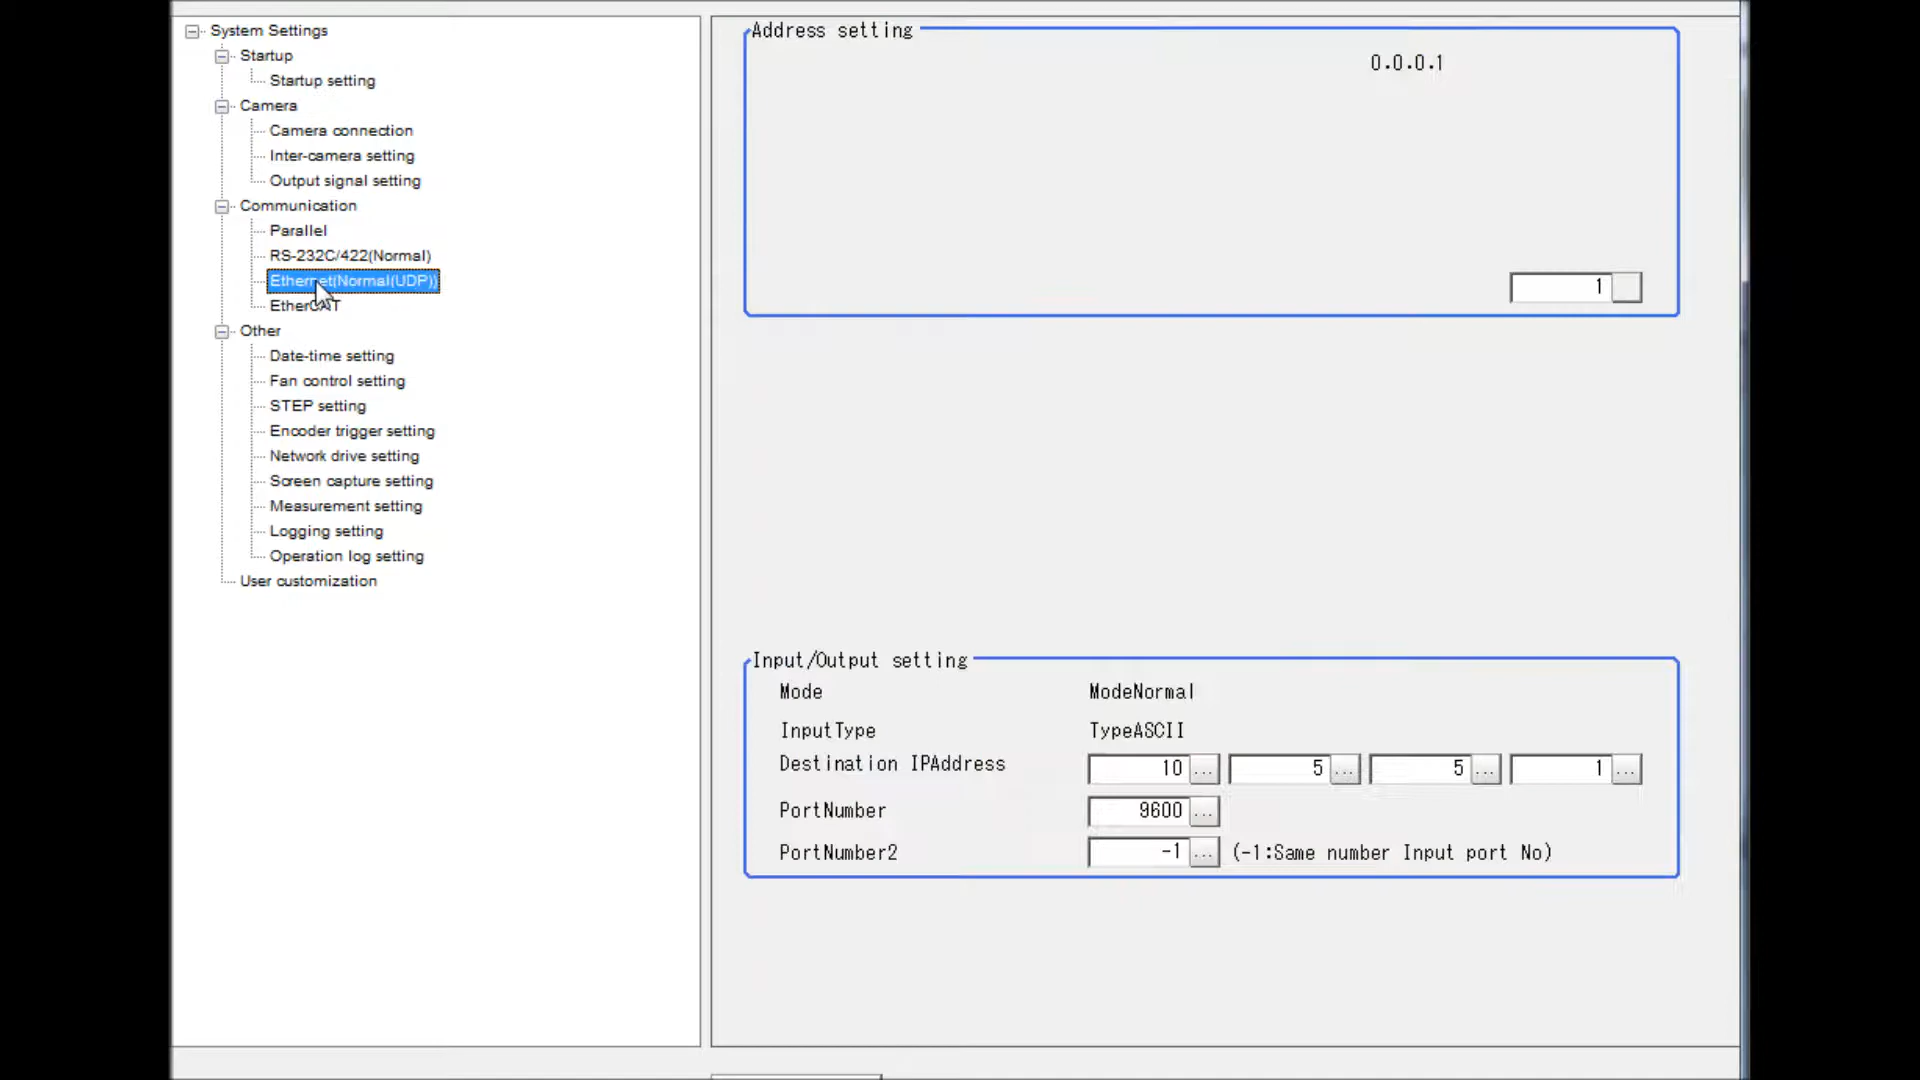 System Settings
Startup
Startup setting
Camera
Camera connection
Inter-camera setting
Output signal setting
Communication
Parallel
RS-232C/422(Normal)
Ethernet(Normal(UDP))
EtherCAT
Other
Date-time setting
Fan control setting
STEP setting
Encoder trigger setting
Network drive setting
Screen capture setting
Measurement setting
Logging setting
Operation log setting
User customization
Address setting
0.0.0.1
1
Input/Output setting
Mode ModeNormal
InputType TypeASCII
Destination IPAddress 10 ... 5 ... 5 ... 1 ...
PortNumber 9600 ...
PortNumber2 -1 ... (-1:Same number Input port No)